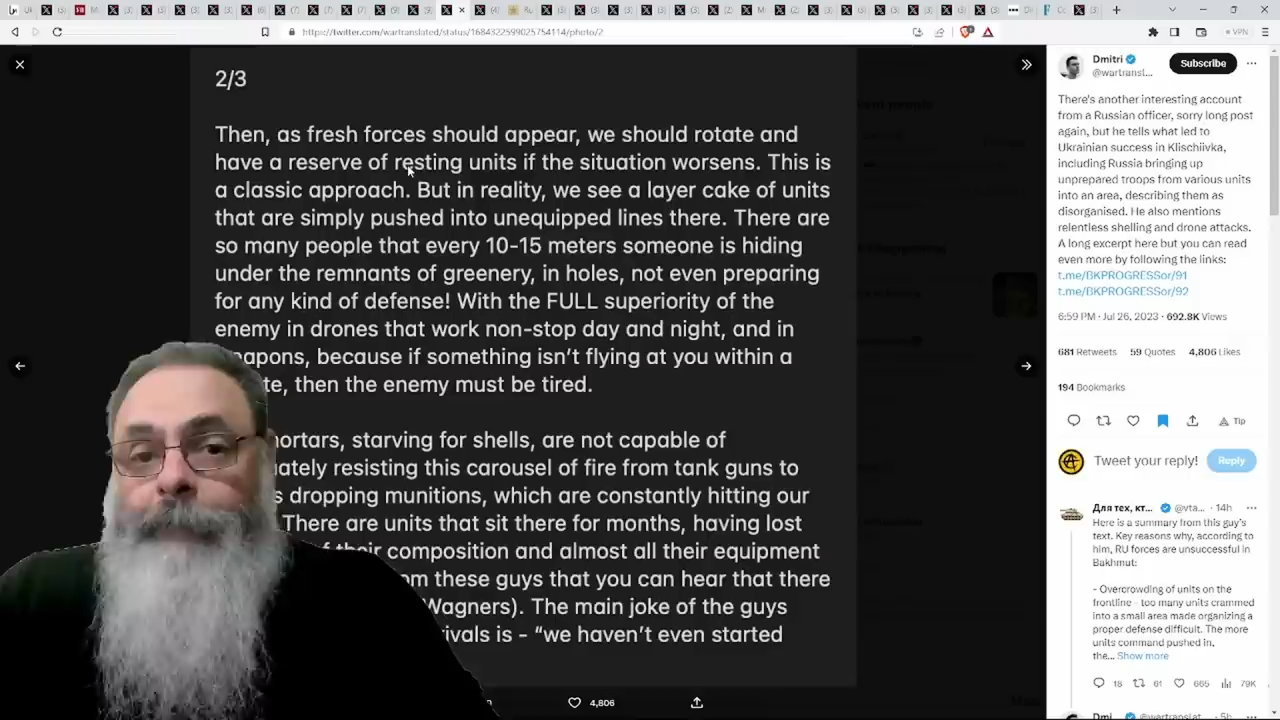 https://twitter.com/wartranslated/status/1684322599025754114/photo/2
VPN
2/3
Then, as fresh forces should appear, we should rotate and
have a reserve of resting units if the situation worsens. This is
a classic approach. But in reality, we see a layer cake of units
that are simply pushed into unequipped lines there. There are
so many people that every 10-15 meters someone is hiding
under the remnants of greenery, in holes, not even preparing
for any kind of defense! With the FULL superiority of the
enemy in drones that work non-stop day and night, and in
apons, because if something isn't flying at you within a
te, then the enemy must be tired.
ortars, starving for shells, are not capable of
uately resisting this carousel of fire from tank guns to
s dropping munitions, which are constantly hitting our
There are units that sit there for months, having lost
of their composition and almost all their equipment
om these guys that you can hear that there
Wagners). The main joke of the guys
ivals is - “we haven't even started
4,806
Dmitri
@wartransl...
Subscribe
There's another interesting account
from a Russian officer, sorry long post
again, but he tells what led to
Ukrainian success in Klischiivka,
including Russia bringing up
unprepared troops from various units
into an area, describing them as
disorganised. He also mentions
relentless shelling and drone attacks.
A long excerpt here but you can read
even more by following the links:
t.me/BKPROGRESSor/91
t.me/BKPROGRESSor/92
6:59 PM · Jul 26, 2023 · 692.8K Views
681 Retweets 59 Quotes 4,806 Likes
194 Bookmarks
Tip
Tweet your reply!
Reply
Для тех, кт... @vta... · 14h
Here is a summary from this guy's
text. Key reasons why, according to
him, RU forces are unsuccessful in
Bakhmut:
- Overcrowding of units on the
frontline - too many units crammed
into a small area made organizing a
proper defense difficult. The more
units command pushed in,
the... Show more
18 61 665 79K
Dmi... @wartranslat... · 5h